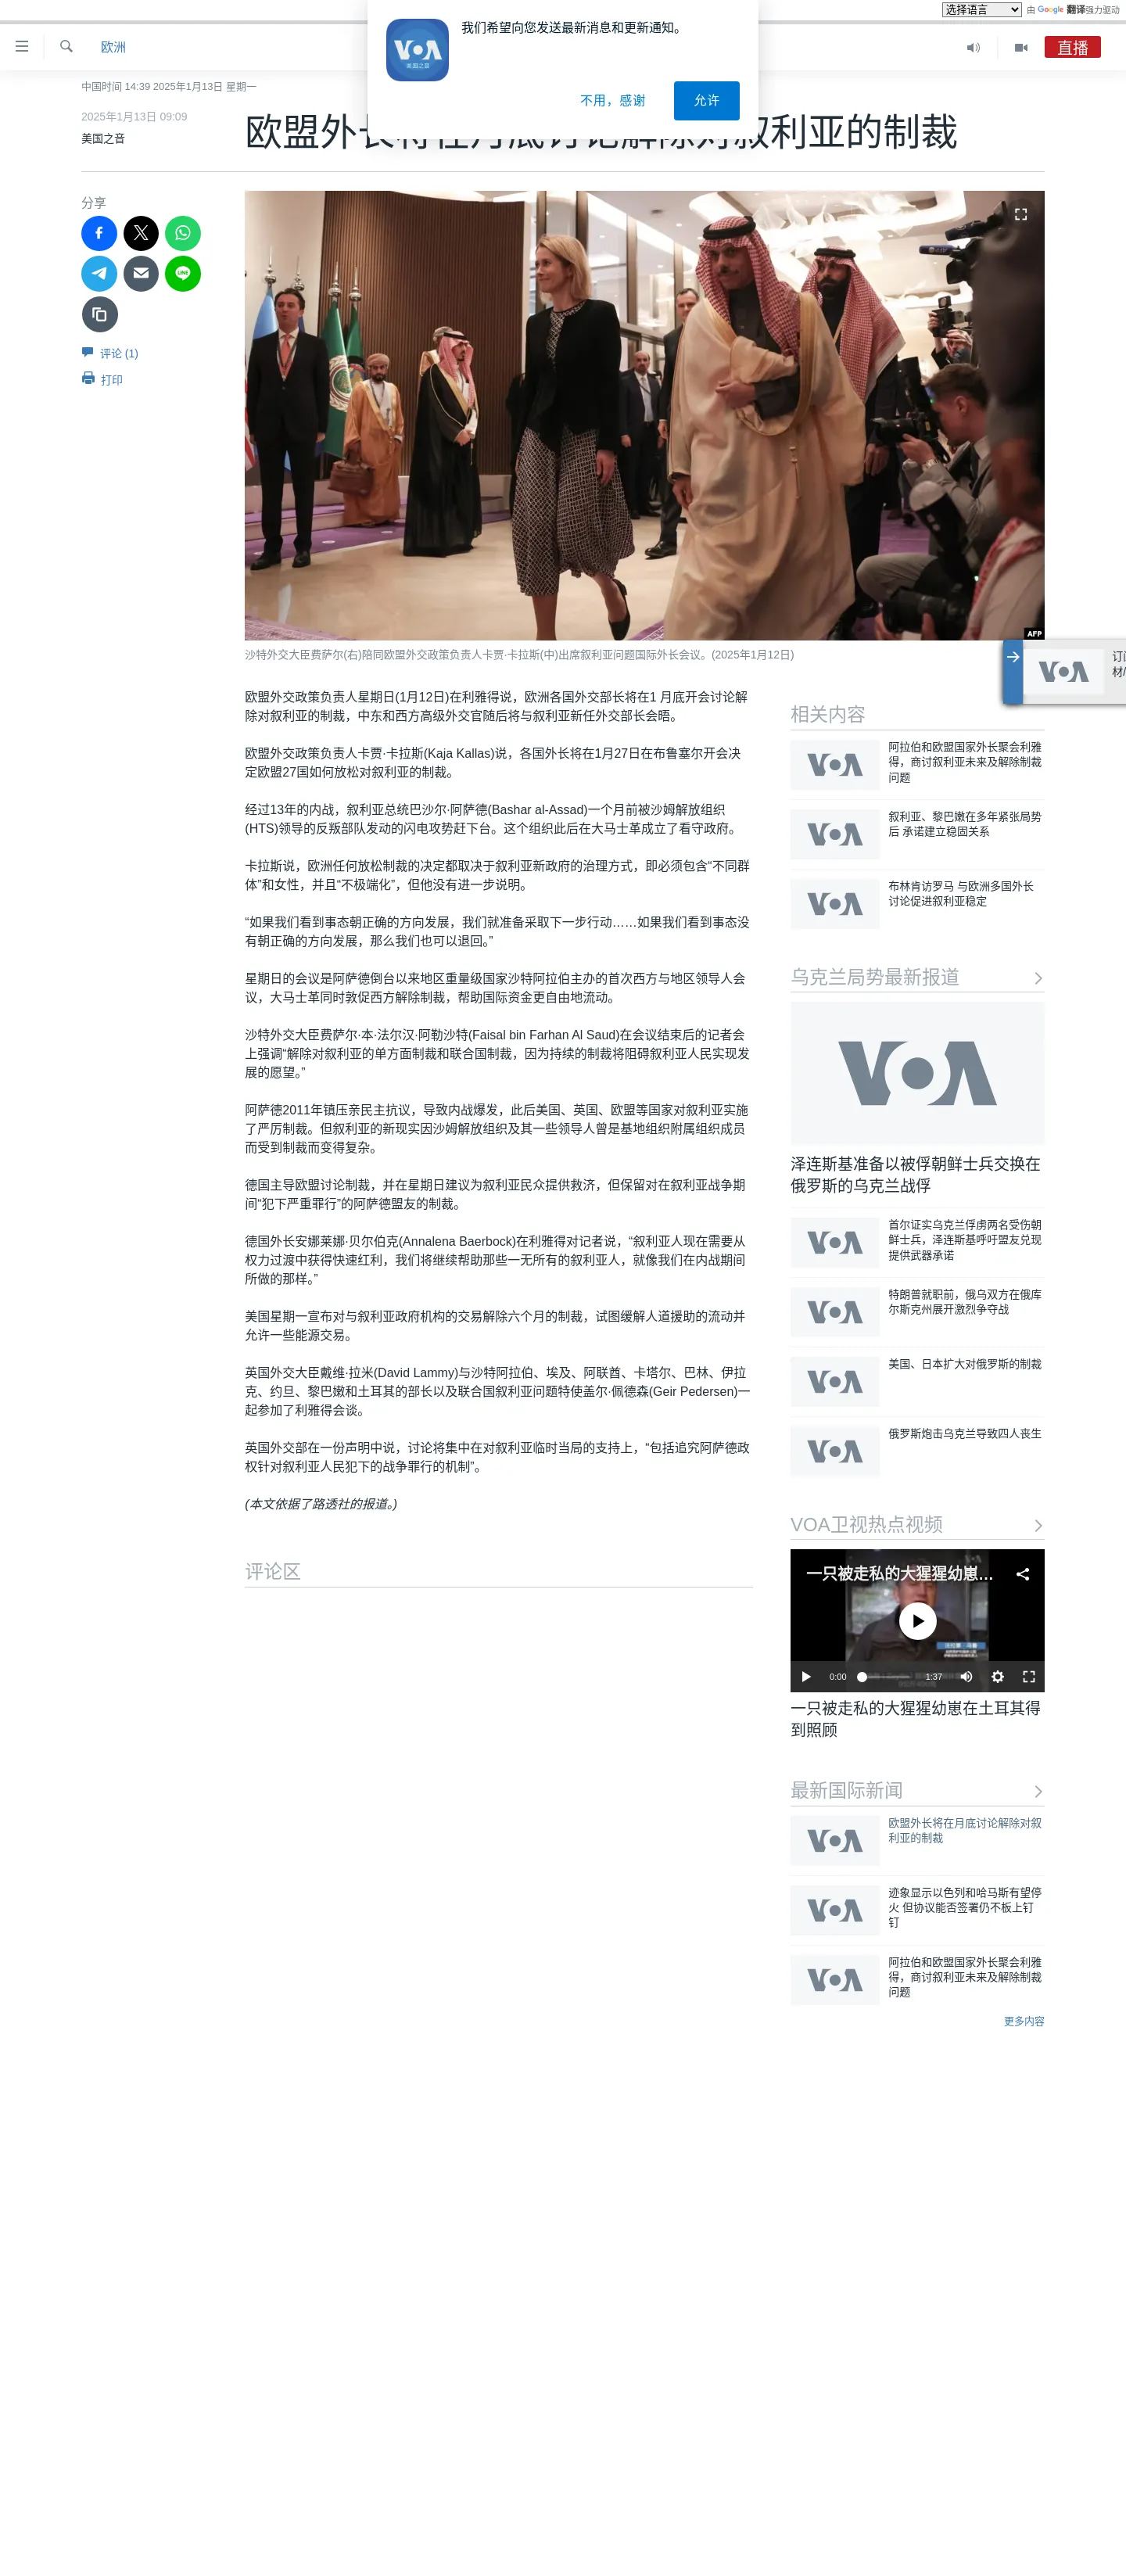 选择语言
由 Google 翻译强力驱动
我们希望向您发送最新消息和更新通知。
VOA
美国之音
不用，感谢
允许
欧洲
直播
中国时间 14:39 2025年1月13日 星期一
2025年1月13日 09:09
美国之音
欧盟外长将在月底讨论解除对叙利亚的制裁
分享
LINE
评论 (1)
打印
AFP
沙特外交大臣费萨尔(右)陪同欧盟外交政策负责人卡贾·卡拉斯(中)出席叙利亚问题国际外长会议。(2025年1月12日)
VOA
欧盟外交政策负责人星期日(1月12日)在利雅得说，欧洲各国外交部长将在1 月底开会讨论解
除对叙利亚的制裁，中东和西方高级外交官随后将与叙利亚新任外交部长会晤。
欧盟外交政策负责人卡贾·卡拉斯(Kaja Kallas)说，各国外长将在1月27日在布鲁塞尔开会决
定欧盟27国如何放松对叙利亚的制裁。
经过13年的内战，叙利亚总统巴沙尔·阿萨德(Bashar al-Assad)一个月前被沙姆解放组织
(HTS)领导的反叛部队发动的闪电攻势赶下台。这个组织此后在大马士革成立了看守政府。
卡拉斯说，欧洲任何放松制裁的决定都取决于叙利亚新政府的治理方式，即必须包含“不同群
体”和女性，并且“不极端化”，但他没有进一步说明。
“如果我们看到事态朝正确的方向发展，我们就准备采取下一步行动……如果我们看到事态没
有朝正确的方向发展，那么我们也可以退回。”
星期日的会议是阿萨德倒台以来地区重量级国家沙特阿拉伯主办的首次西方与地区领导人会
议，大马士革同时敦促西方解除制裁，帮助国际资金更自由地流动。
沙特外交大臣费萨尔·本·法尔汉·阿勒沙特(Faisal bin Farhan Al Saud)在会议结束后的记者会
上强调“解除对叙利亚的单方面制裁和联合国制裁，因为持续的制裁将阻碍叙利亚人民实现发
展的愿望。”
阿萨德2011年镇压亲民主抗议，导致内战爆发，此后美国、英国、欧盟等国家对叙利亚实施
了严厉制裁。但叙利亚的新现实因沙姆解放组织及其一些领导人曾是基地组织附属组织成员
而受到制裁而变得复杂。
德国主导欧盟讨论制裁，并在星期日建议为叙利亚民众提供救济，但保留对在叙利亚战争期
间“犯下严重罪行”的阿萨德盟友的制裁。
德国外长安娜莱娜·贝尔伯克(Annalena Baerbock)在利雅得对记者说，“叙利亚人现在需要从
权力过渡中获得快速红利，我们将继续帮助那些一无所有的叙利亚人，就像我们在内战期间
所做的那样。”
美国星期一宣布对与叙利亚政府机构的交易解除六个月的制裁，试图缓解人道援助的流动并
允许一些能源交易。
英国外交大臣戴维·拉米(David Lammy)与沙特阿拉伯、埃及、阿联酋、卡塔尔、巴林、伊拉
克、约旦、黎巴嫩和土耳其的部长以及联合国叙利亚问题特使盖尔·佩德森(Geir Pedersen)一
起参加了利雅得会谈。
英国外交部在一份声明中说，讨论将集中在对叙利亚临时当局的支持上，“包括追究阿萨德政
权针对叙利亚人民犯下的战争罪行的机制”。
(本文依据了路透社的报道。)
评论区
相关内容
VOA
阿拉伯和欧盟国家外长聚会利雅
得，商讨叙利亚未来及解除制裁
问题
VOA
叙利亚、黎巴嫩在多年紧张局势
后 承诺建立稳固关系
VOA
布林肯访罗马 与欧洲多国外长
讨论促进叙利亚稳定
乌克兰局势最新报道
VOA
泽连斯基准备以被俘朝鲜士兵交换在
俄罗斯的乌克兰战俘
VOA
首尔证实乌克兰俘虏两名受伤朝
鲜士兵，泽连斯基呼吁盟友兑现
提供武器承诺
VOA
特朗普就职前，俄乌双方在俄库
尔斯克州展开激烈争夺战
VOA
美国、日本扩大对俄罗斯的制裁
VOA
俄罗斯炮击乌克兰导致四人丧生
VOA卫视热点视频
一只被走私的大猩猩幼崽…
0:00
1:37
一只被走私的大猩猩幼崽在土耳其得
到照顾
最新国际新闻
VOA
欧盟外长将在月底讨论解除对叙
利亚的制裁
VOA
迹象显示以色列和哈马斯有望停
火 但协议能否签署仍不板上钉
钉
VOA
阿拉伯和欧盟国家外长聚会利雅
得，商讨叙利亚未来及解除制裁
问题
更多内容